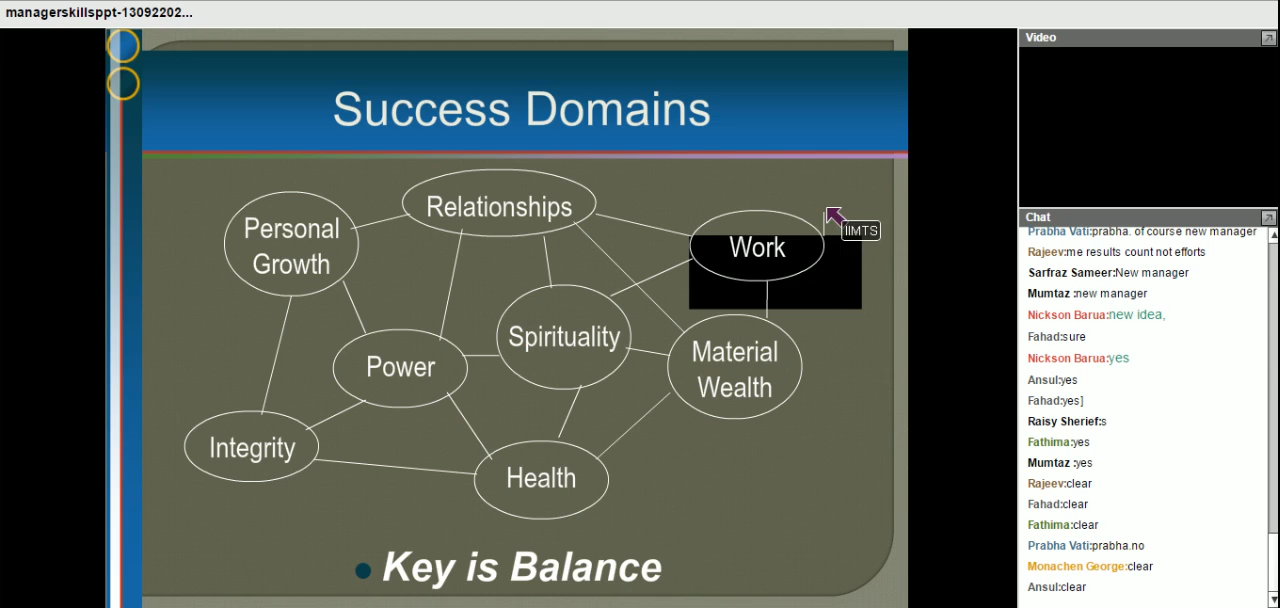 managerskillsppt-13092202...
Success Domains
Personal
Growth
Relationships
Work
IIMTS
Power
Spirituality
Material
Wealth
Integrity
Health
Key is Balance
Video
Chat
Prabha Vati:prabha. of course new manager
Rajeev:me results count not efforts
Sarfraz Sameer:New manager
Mumtaz :new manager
Nickson Barua:new idea,
Fahad:sure
Nickson Barua:yes
Ansul:yes
Fahad:yes]
Raisy Sherief:s
Fathima:yes
Mumtaz :yes
Rajeev:clear
Fahad:clear
Fathima:clear
Prabha Vati:prabha.no
Monachen George:clear
Ansul:clear